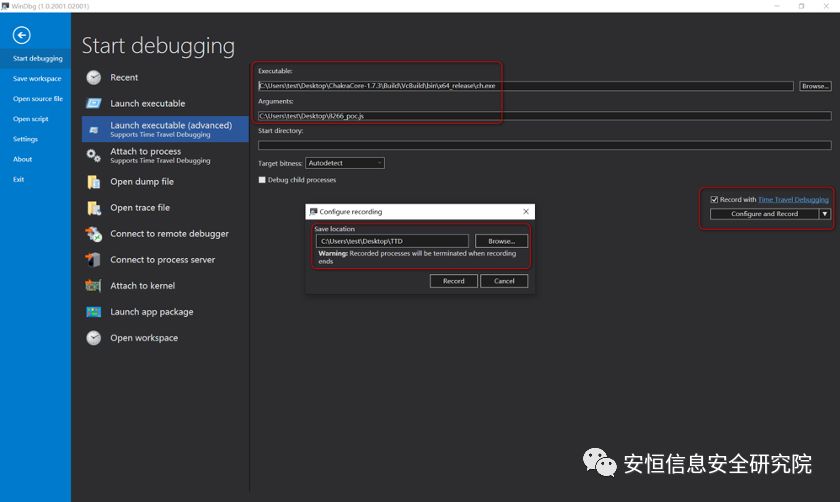 WinDbg (1.0.2001.02001)
Start debugging
Save workspace
Open source file
Open script
Settings
About
Exit
Start debugging
Recent
Launch executable
Launch executable (advanced)
Supports Time Travel Debugging
Attach to process
Supports Time Travel Debugging
Open dump file
Open trace file
Connect to remote debugger
Connect to process server
Attach to kernel
Launch app package
Open workspace
Executable:
C:\Users\test\Desktop\ChakraCore-1.7.3\Build\VcBuild\bin\x64_release\ch.exe
Browse...
Arguments:
C:\Users\test\Desktop\8266_poc.js
Start directory:
Target bitness: Autodetect
Debug child processes
Record with Time Travel Debugging
Configure and Record
Configure recording
Save location
C:\Users\test\Desktop\TTD
Browse...
Warning: Recorded processes will be terminated when recording
ends
Record
Cancel
安恒信息安全研究院